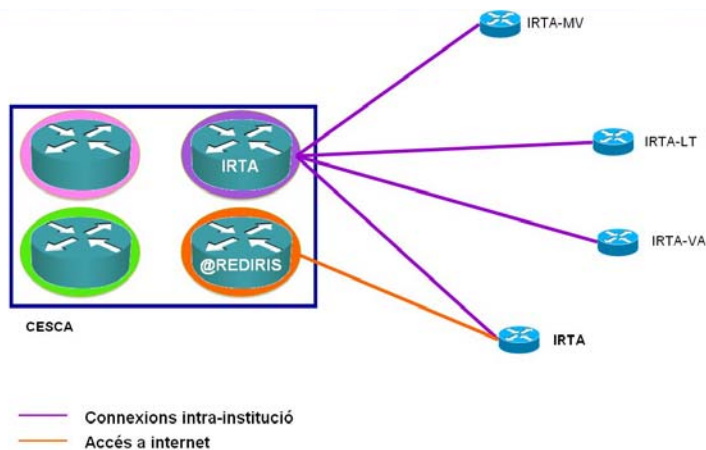 IRTA-MV
IRTA
IRTA-LT
@REDIRIS
IRTA-VA
CESCA
IRTA
Connexions intra-institució
Accés a internet